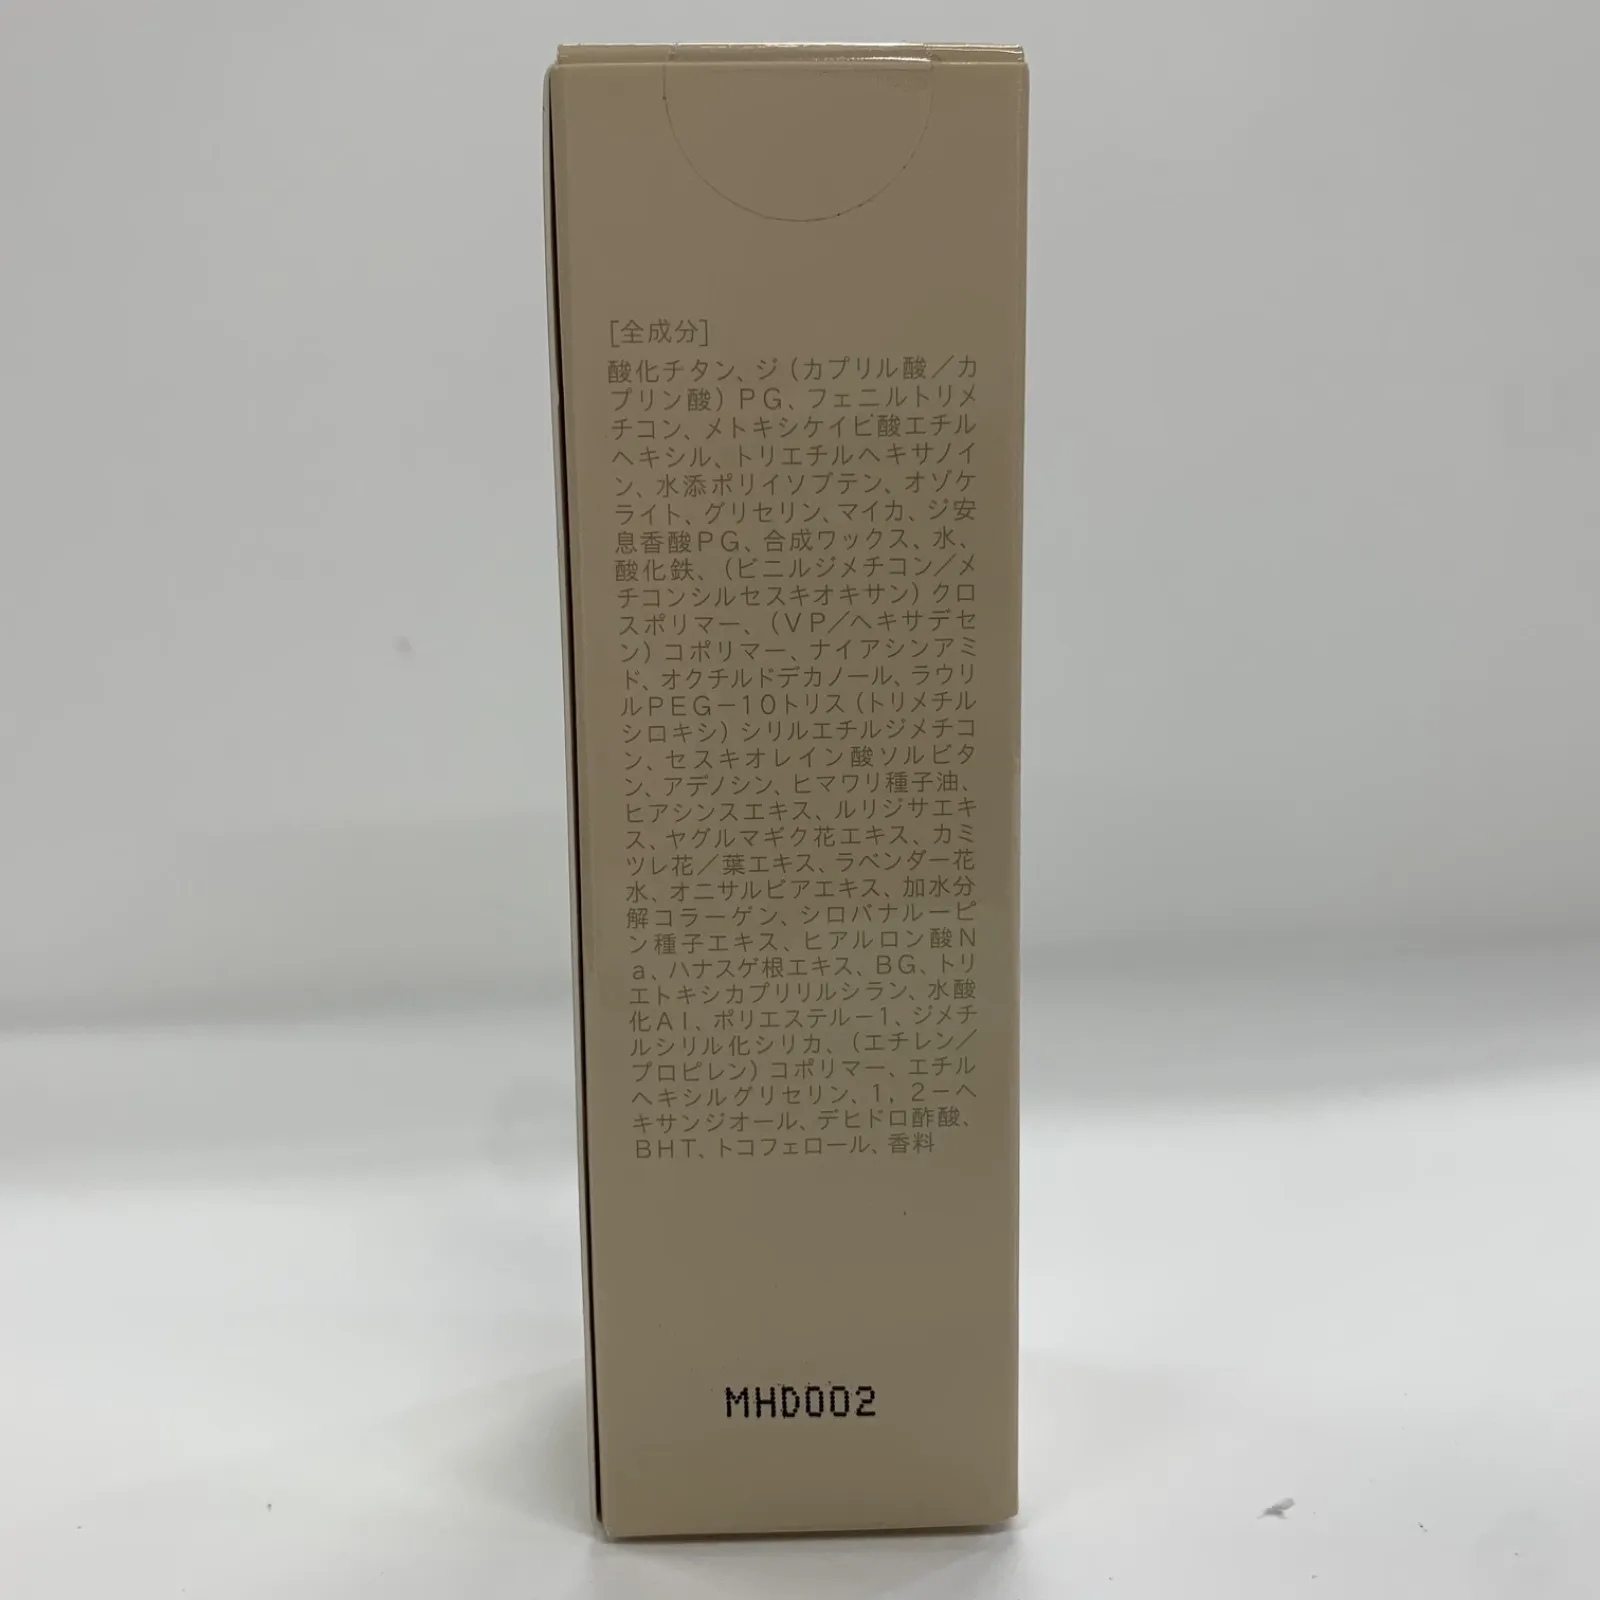 [全成分]
酸化チタン、ジ(カプリル酸/カ
プリン酸)PG、フェニルトリメ
チコン、メトキシケイヒ酸エチル
ヘキシル、トリエチルヘキサノイ
ン、水添ポリイソブテン、オゾケ
ライト、グリセリン、マイカ、ジ安
息香酸PG、合成ワックス、水、
酸化鉄、(ビニルジメチコン/メ
チコンシルセスキオキサン)クロ
スポリマー、(VP/ヘキサデセ
ン)コポリマー、ナイアシンアミ
ド、オクチルドデカノール、ラウリ
ルPEG-10トリス(トリメチル
シロキシ)シリルエチルジメチコ
ン、セスキオレイン酸ソルビタ
ン、アデノシン、ヒマワリ種子油、
ヒアシンスエキス、ルリジサエキ
ス、ヤグルマギク花エキス、カミ
ツレ花/葉エキス、ラベンダー花
水、オニサルビアエキス、加水分
解コラーゲン、シロバナルーピ
ン種子エキス、ヒアルロン酸N
a、ハナスゲ根エキス、BG、トリ
エトキシカプリリルシラン、水酸
化Al、ポリエステル-1、ジメチ
ルシリル化シリカ、(エチレン/
プロピレン)コポリマー、エチル
ヘキシルグリセリン、1,2-ヘ
キサンジオール、デヒドロ酢酸、
BHT、トコフェロール、香料
MHD002